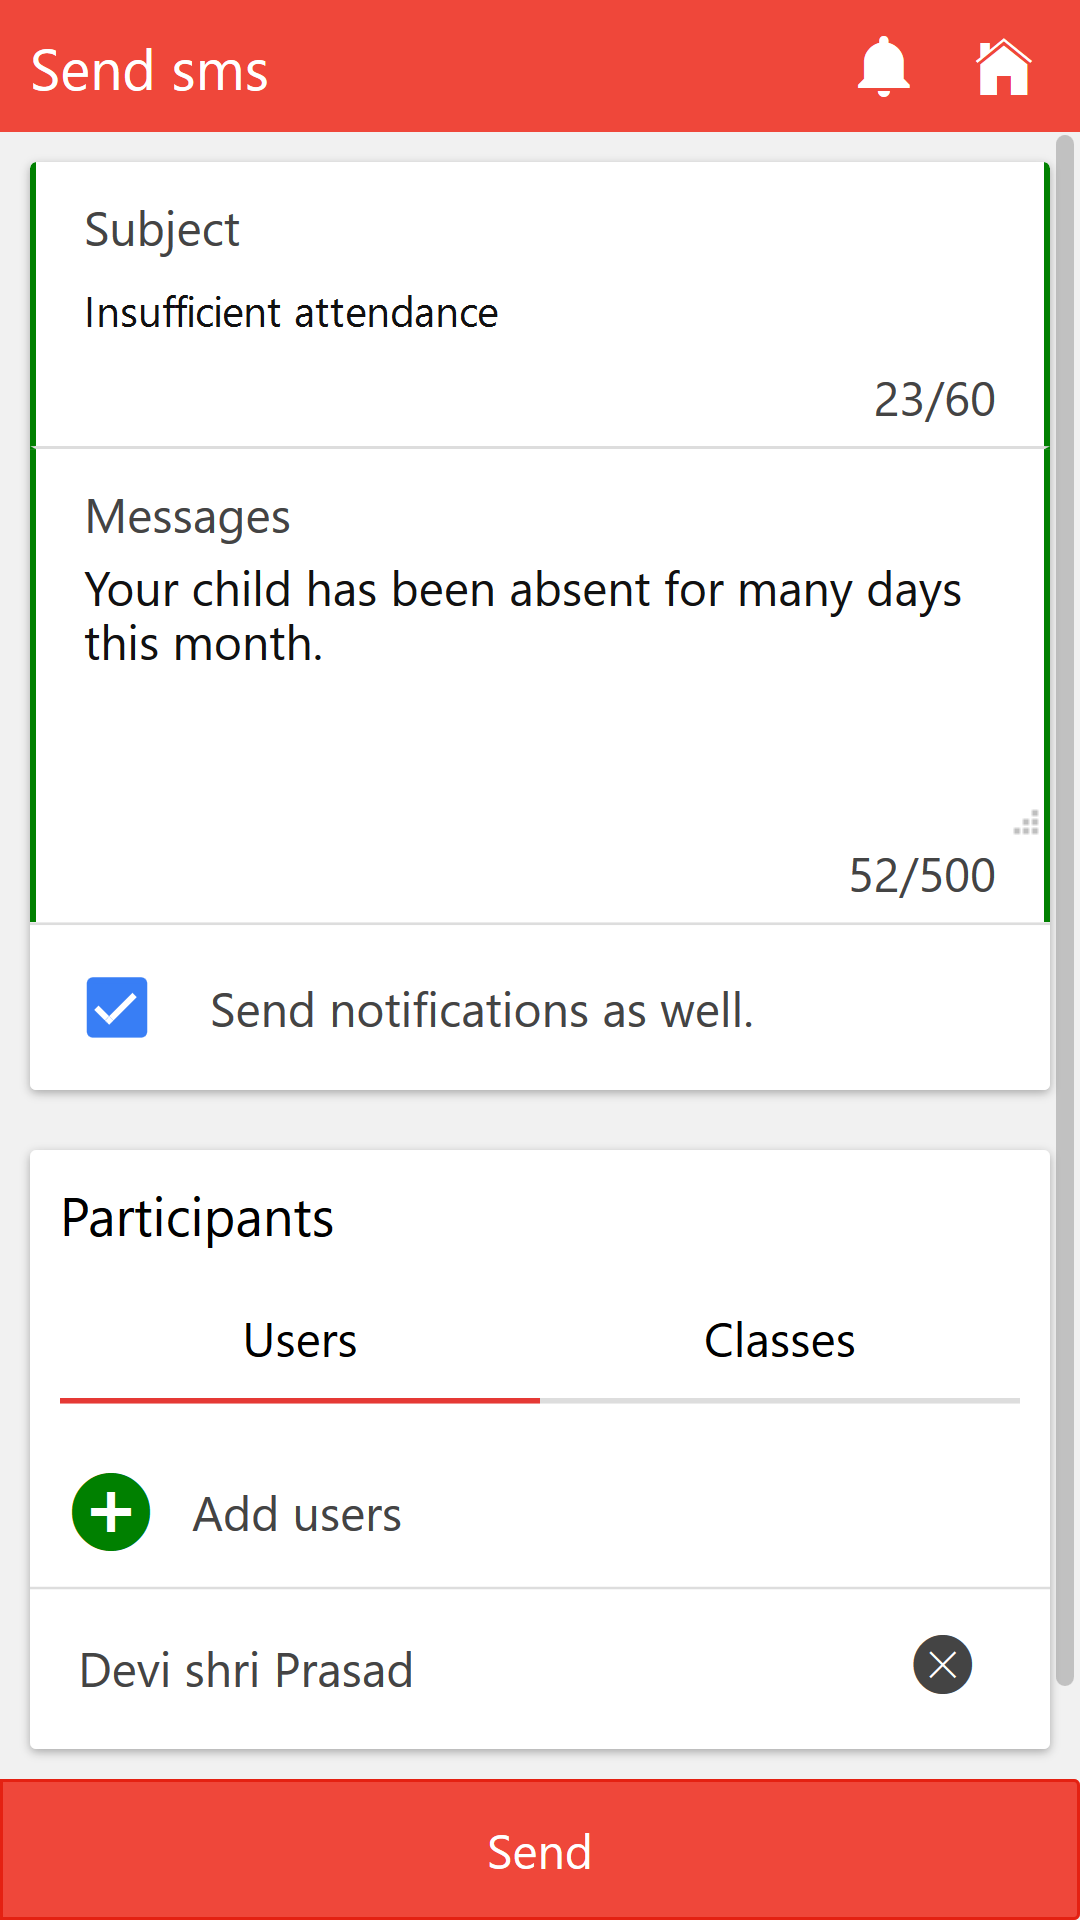 Send sms
Subject
Insufficient attendance
23/60
Messages
Your child has been absent for many days
this month.
52/500
Send notifications as well.
Participants
Users
Classes
Add users
Devi shri Prasad
Send